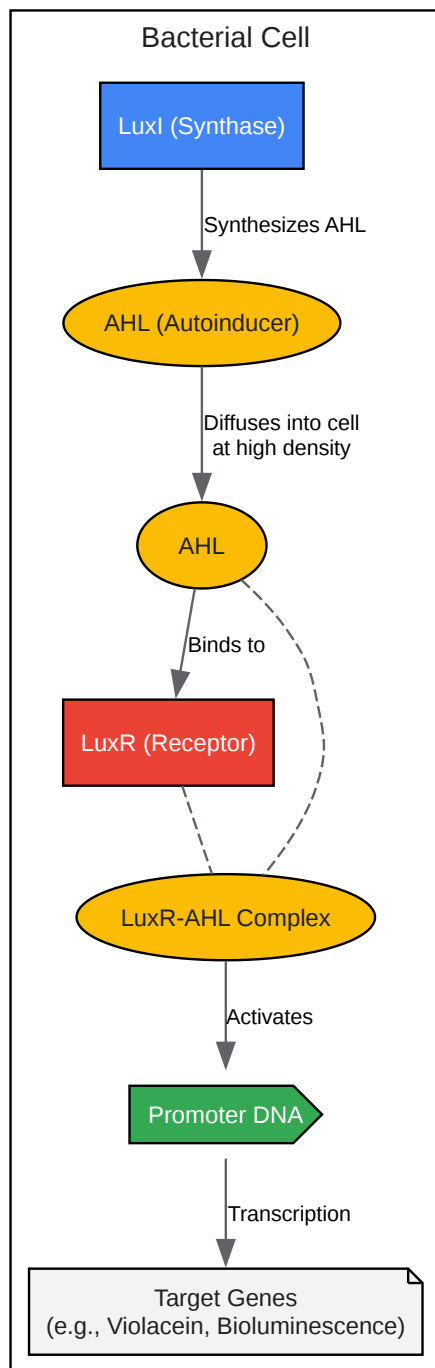 Bacterial Cell
LuxI (Synthase)
Synthesizes AHL
AHL (Autoinducer)
Diffuses into cell
at high density
AHL
Binds to
LuxR (Receptor)
LuxR-AHL Complex
Activates
Promoter DNA
Transcription
Target Genes
(e.g., Violacein, Bioluminescence)